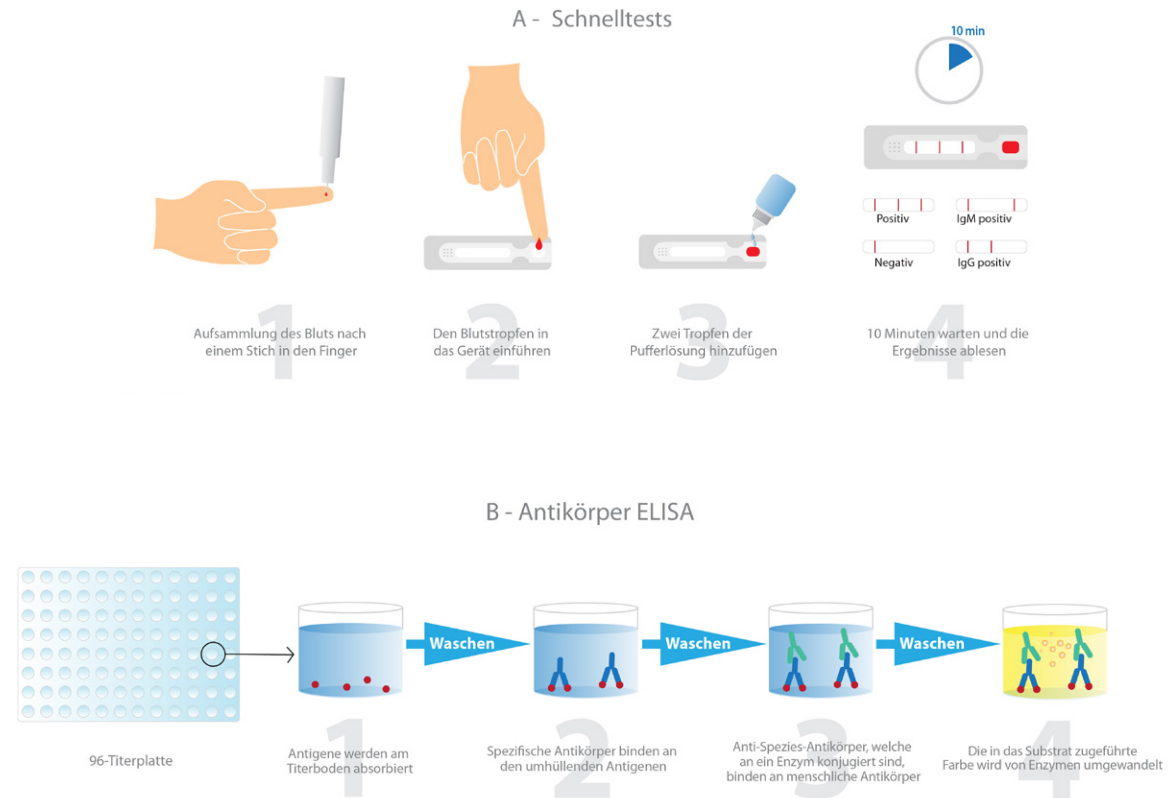 A - Schnelltests
10 min
Positiv
IgM positiv
Negativ
IgG positiv
1
Aufsammlung des Bluts nach
einem Stich in den Finger
2
Den Blutstropfen in
das Gerät einführen
3
Zwei Tropfen der
Pufferlösung hinzufügen
4
10 Minuten warten und die
Ergebnisse ablesen
B - Antikörper ELISA
Waschen
Waschen
Waschen
96-Titerplatte
1
Antigene werden am
Titerboden absorbiert
2
Spezifische Antikörper binden an
den umhüllenden Antigenen
3
Anti-Spezies-Antikörper, welche
an ein Enzym konjugiert sind,
binden an menschliche Antikörper
4
Die in das Substrat zugeführte
Farbe wird von Enzymen umgewandelt